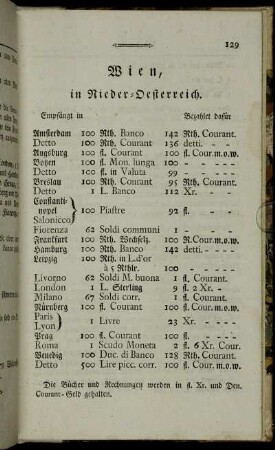 129
Wien,
in Nieder-Oesterreich.
Empfängt in Bezahlet dafür
Amsterdam 100 Rth. Banco 142 Rth. Courant.
Detto 100 Rth. Courant 136 detti. - -
Augsburg 100 fl. Courant 100 fl. Cour.m.o.w.
Botzen 100 fl. Mon. lunga 100 - - - -
Detto 100 fl. in Valuta 99 - - - -
Breslau 100 Rth. Courant 95 Rth. Courant.
Detto 1 L. Banco 112 Xr. - - -
Constanti-
nopel 100 Piastre 92 fl. - - -
Salonicco
Fiorenza 62 Soldi communi 1 - - - -
Frankfurt 100 Rth. Wchselz. 100 R.Cour.m.o.w.
Hamburg 100 Rth. Banco 142 detti. - -
Leipzig 100 Rth. in L.d'or
à 5 Rthlr. 100 - - - -
Livorno 62 Soldi M. buona 1 fl. Courant.
London 1 L. Sterling 9 fl. 2 Xr. -
Milano 67 Soldi corr. 1 fl. Courant.
Nürnberg 100 fl. Courant 100 fl. Cour.m.o.w.
Paris
Lyon 1 Livre 23 Xr. - - -
Prag 100 fl. Courant 100 fl. Courant.
Roma 1 Scudo Moneta 2 fl. 6 Xr. Cour.
Venedig 100 Duc. di Banco 128 Rth. Courant.
Detto 500 Lire picc. corr. 100 fl. Cour. m.o.w.
Die Bücher und Rechnungen werden in fl. Xr. und Den.
Courant-Geld gehalten.